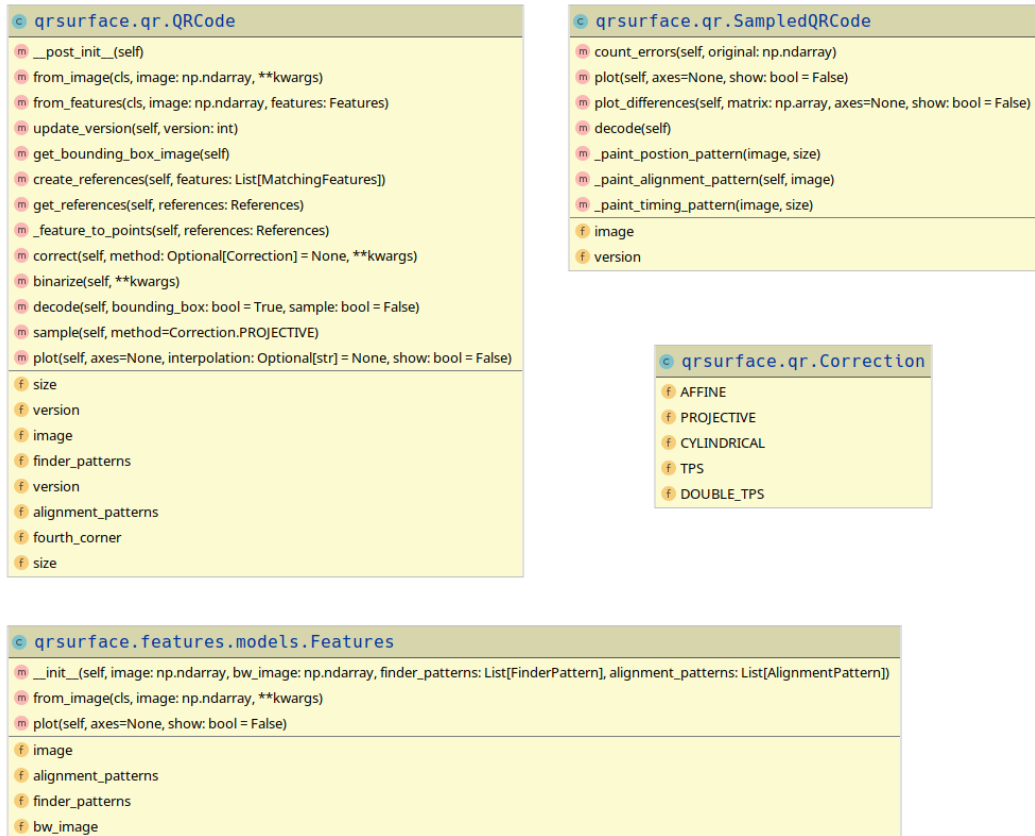 qrsurface.qr.QRCode
__post_init__(self)
from_image(cls, image: np.ndarray, **kwargs)
from_features(cls, image: np.ndarray, features: Features)
update_version(self, version: int)
get_bounding_box_image(self)
create_references(self, features: List[MatchingFeatures])
get_references(self, references: References)
_feature_to_points(self, references: References)
correct(self, method: Optional[Correction] = None, **kwargs)
binarize(self, **kwargs)
decode(self, bounding_box: bool = True, sample: bool = False)
sample(self, method=Correction.PROJECTIVE)
plot(self, axes=None, interpolation: Optional[str] = None, show: bool = False)
size
version
image
finder_patterns
version
alignment_patterns
fourth_corner
size
qrsurface.qr.SampledQRCode
count_errors(self, original: np.ndarray)
plot(self, axes=None, show: bool = False)
plot_differences(self, matrix: np.array, axes=None, show: bool = False)
decode(self)
_paint_postion_pattern(image, size)
_paint_alignment_pattern(self, image)
_paint_timing_pattern(image, size)
image
version
qrsurface.qr.Correction
AFFINE
PROJECTIVE
CYLINDRICAL
TPS
DOUBLE_TPS
qrsurface.features.models.Features
__init__(self, image: np.ndarray, bw_image: np.ndarray, finder_patterns: List[FinderPattern], alignment_patterns: List[AlignmentPattern])
from_image(cls, image: np.ndarray, **kwargs)
plot(self, axes=None, show: bool = False)
image
alignment_patterns
finder_patterns
bw_image